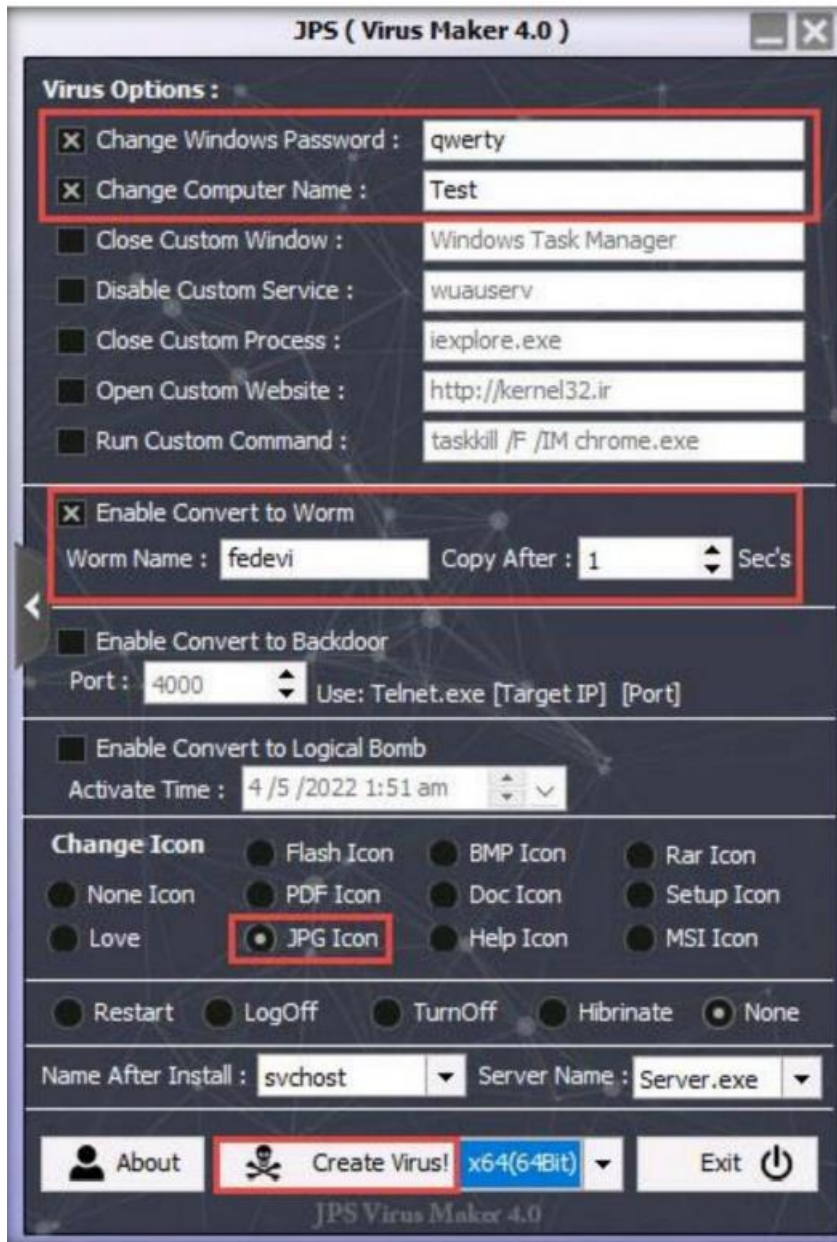 JPS ( Virus Maker 4.0 )
Virus Options :
Change Windows Password : qwerty
Change Computer Name : Test
Close Custom Window : Windows Task Manager
Disable Custom Service : wuauserv
Close Custom Process : iexplore.exe
Open Custom Website : http://kernel32.ir
Run Custom Command : taskkill /F /IM chrome.exe
Enable Convert to Worm
Worm Name : fedevi Copy After : 1 Sec's
Enable Convert to Backdoor
Port : 4000 Use: Telnet.exe [Target IP] [Port]
Enable Convert to Logical Bomb
Activate Time : 4 /5 /2022 1:51 am
Change Icon Flash Icon BMP Icon Rar Icon
None Icon PDF Icon Doc Icon Setup Icon
Love JPG Icon Help Icon MSI Icon
Restart LogOff TurnOff Hibrinate None
Name After Install : svchost Server Name : Server.exe
About Create Virus! x64(64Bit) Exit
JPS Virus Maker 4.0